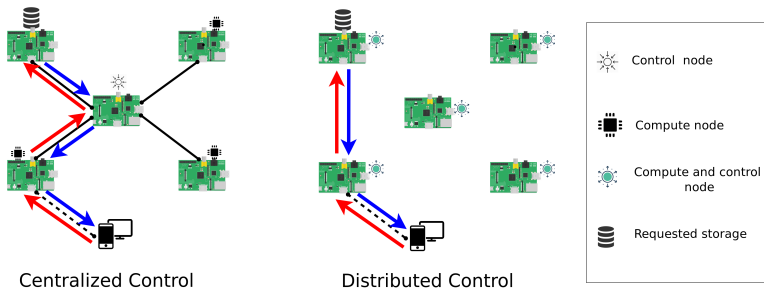 Control node
Compute node
Compute and control
node
Requested storage
Centralized Control
Distributed Control